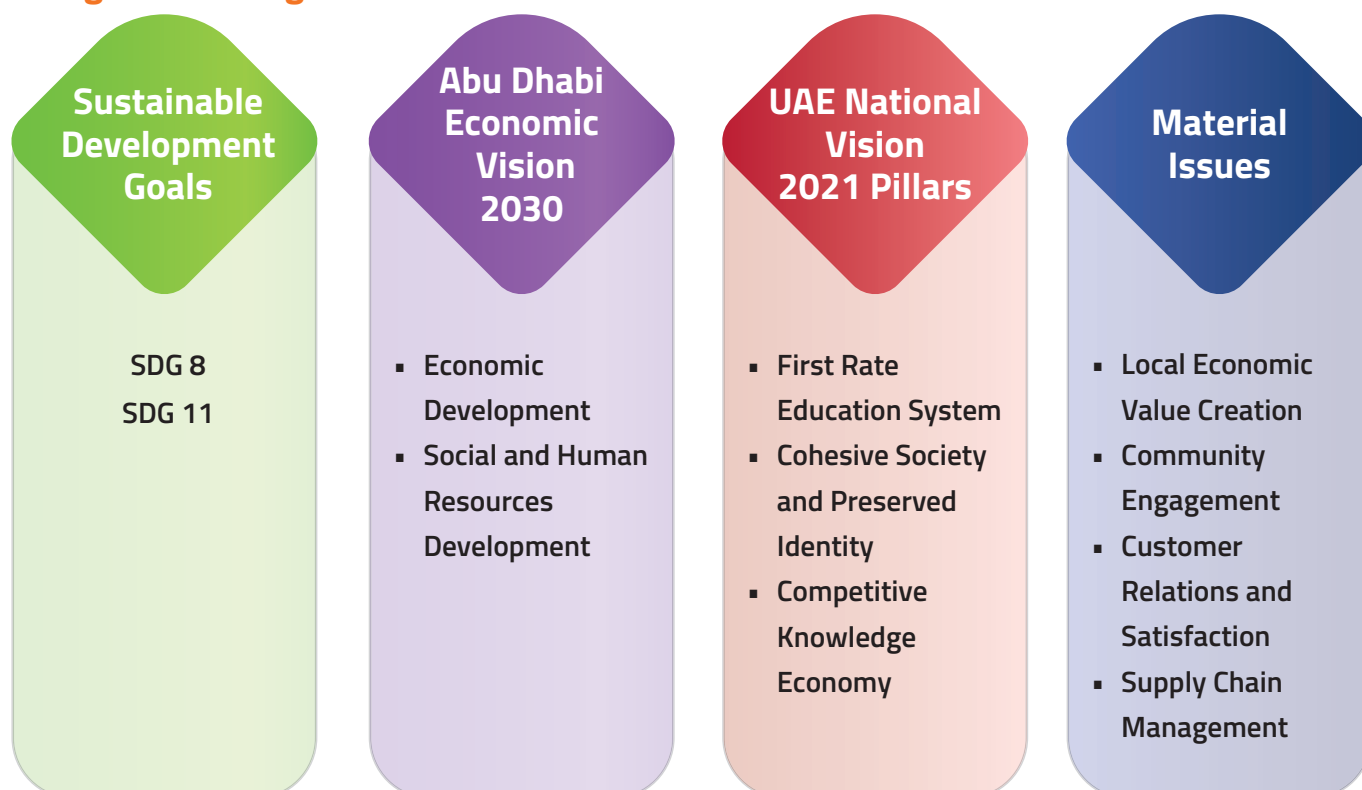 Sustainable
Development
Goals
SDG 8
SDG 11
Abu Dhabi
Economic
Vision
2030
▪ Economic
Development
▪ Social and Human
Resources
Development
UAE National
Vision
2021 Pillars
▪ First Rate
Education System
▪ Cohesive Society
and Preserved
Identity
▪ Competitive
Knowledge
Economy
Material
Issues
▪ Local Economic
Value Creation
▪ Community
Engagement
▪ Customer
Relations and
Satisfaction
▪ Supply Chain
Management